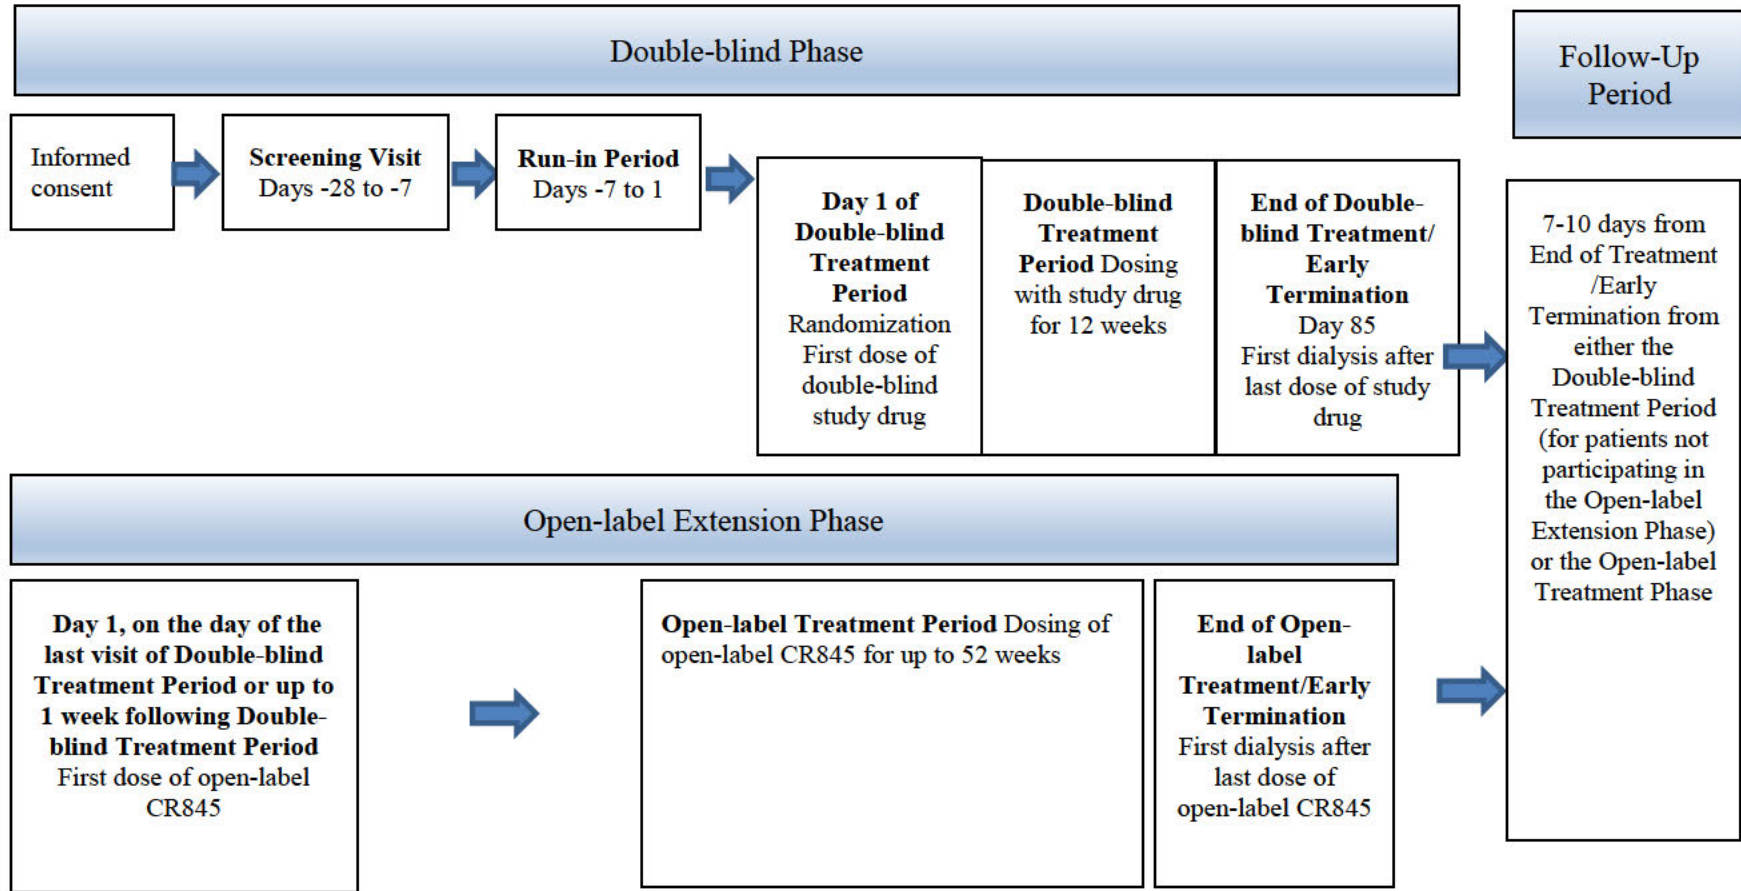 Double-blind Phase
Follow-Up
Period
Informed
consent
Screening Visit
Days -28 to -7
Run-in Period
Days -7 to 1
Day 1 of
Double-blind
Treatment
Period
Randomization
First dose of
double-blind
study drug
Double-blind
Treatment
Period Dosing
with study drug
for 12 weeks
End of Double-
blind Treatment/
Early
Termination
Day 85
First dialysis after
last dose of study
drug
7-10 days from
End of Treatment
/Early
Termination from
either the
Double-blind
Treatment Period
(for patients not
participating in
the Open-label
Extension Phase)
or the Open-label
Treatment Phase
Open-label Extension Phase
Day 1, on the day of the
last visit of Double-blind
Treatment Period or up to
1 week following Double-
blind Treatment Period
First dose of open-label
CR845
Open-label Treatment Period Dosing of
open-label CR845 for up to 52 weeks
End of Open-
label
Treatment/Early
Termination
First dialysis after
last dose of
open-label CR845